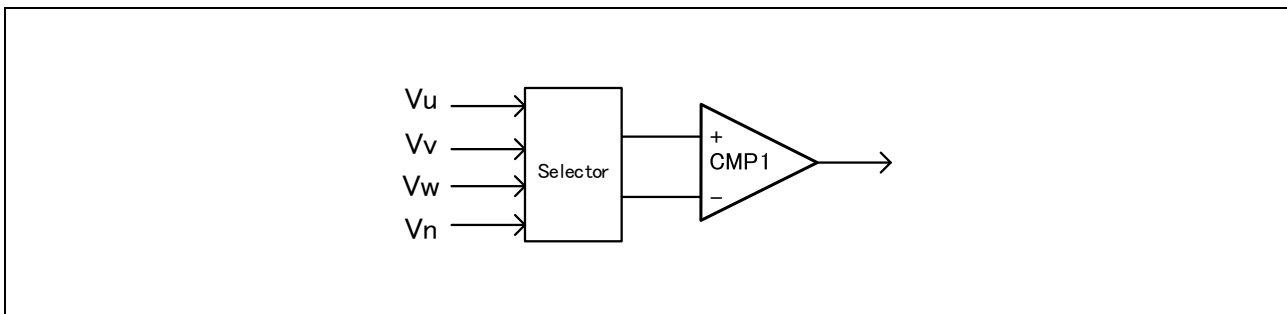 Vu
Vv
Vw
Vn
Selector
+
CMP1
−